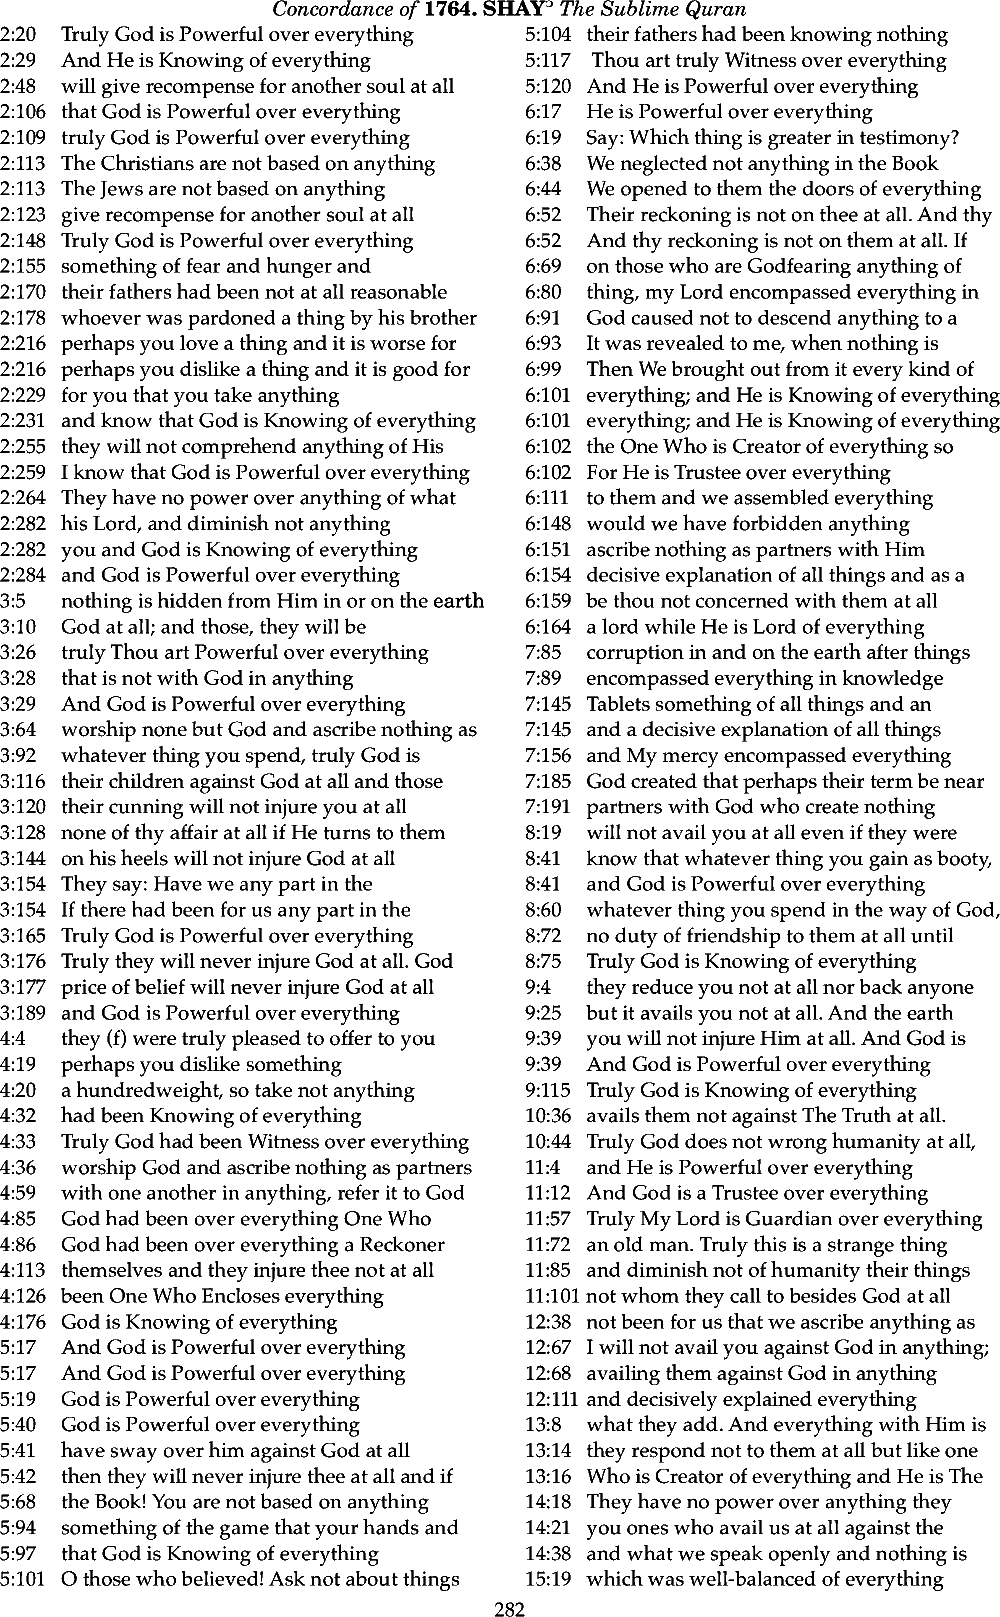 Concordance of 1764. SHAYʾ The Sublime Quran
2:20 Truly God is Powerful over everything
2:29 And He is Knowing of everything
2:48 will give recompense for another soul at all
2:106 that God is Powerful over everything
2:109 truly God is Powerful over everything
2:113 The Christians are not based on anything
2:113 The Jews are not based on anything
2:123 give recompense for another soul at all
2:148 Truly God is Powerful over everything
2:155 something of fear and hunger and
2:170 their fathers had been not at all reasonable
2:178 whoever was pardoned a thing by his brother
2:216 perhaps you love a thing and it is worse for
2:216 perhaps you dislike a thing and it is good for
2:229 for you that you take anything
2:231 and know that God is Knowing of everything
2:255 they will not comprehend anything of His
2:259 I know that God is Powerful over everything
2:264 They have no power over anything of what
2:282 his Lord, and diminish not anything
2:282 you and God is Knowing of everything
2:284 and God is Powerful over everything
3:5 nothing is hidden from Him in or on the earth
3:10 God at all; and those, they will be
3:26 truly Thou art Powerful over everything
3:28 that is not with God in anything
3:29 And God is Powerful over everything
3:64 worship none but God and ascribe nothing as
3:92 whatever thing you spend, truly God is
3:116 their children against God at all and those
3:120 their cunning will not injure you at all
3:128 none of thy affair at all if He turns to them
3:144 on his heels will not injure God at all
3:154 They say: Have we any part in the
3:154 If there had been for us any part in the
3:165 Truly God is Powerful over everything
3:176 Truly they will never injure God at all. God
3:177 price of belief will never injure God at all
3:189 and God is Powerful over everything
4:4 they (f) were truly pleased to offer to you
4:19 perhaps you dislike something
4:20 a hundredweight, so take not anything
4:32 had been Knowing of everything
4:33 Truly God had been Witness over everything
4:36 worship God and ascribe nothing as partners
4:59 with one another in anything, refer it to God
4:85 God had been over everything One Who
4:86 God had been over everything a Reckoner
4:113 themselves and they injure thee not at all
4:126 been One Who Encloses everything
4:176 God is Knowing of everything
5:17 And God is Powerful over everything
5:17 And God is Powerful over everything
5:19 God is Powerful over everything
5:40 God is Powerful over everything
5:41 have sway over him against God at all
5:42 then they will never injure thee at all and if
5:68 the Book! You are not based on anything
5:94 something of the game that your hands and
5:97 that God is Knowing of everything
5:101 O those who believed! Ask not about things
5:104 their fathers had been knowing nothing
5:117 Thou art truly Witness over everything
5:120 And He is Powerful over everything
6:17 He is Powerful over everything
6:19 Say: Which thing is greater in testimony?
6:38 We neglected not anything in the Book
6:44 We opened to them the doors of everything
6:52 Their reckoning is not on thee at all. And thy
6:52 And thy reckoning is not on them at all. If
6:69 on those who are Godfearing anything of
6:80 thing, my Lord encompassed everything in
6:91 God caused not to descend anything to a
6:93 It was revealed to me, when nothing is
6:99 Then We brought out from it every kind of
6:101 everything; and He is Knowing of everything
6:101 everything; and He is Knowing of everything
6:102 the One Who is Creator of everything so
6:102 For He is Trustee over everything
6:111 to them and we assembled everything
6:148 would we have forbidden anything
6:151 ascribe nothing as partners with Him
6:154 decisive explanation of all things and as a
6:159 be thou not concerned with them at all
6:164 a lord while He is Lord of everything
7:85 corruption in and on the earth after things
7:89 encompassed everything in knowledge
7:145 Tablets something of all things and an
7:145 and a decisive explanation of all things
7:156 and My mercy encompassed everything
7:185 God created that perhaps their term be near
7:191 partners with God who create nothing
8:19 will not avail you at all even if they were
8:41 know that whatever thing you gain as booty,
8:41 and God is Powerful over everything
8:60 whatever thing you spend in the way of God,
8:72 no duty of friendship to them at all until
8:75 Truly God is Knowing of everything
9:4 they reduce you not at all nor back anyone
9:25 but it avails you not at all. And the earth
9:39 you will not injure Him at all. And God is
9:39 And God is Powerful over everything
9:115 Truly God is Knowing of everything
10:36 avails them not against The Truth at all.
10:44 Truly God does not wrong humanity at all,
11:4 and He is Powerful over everything
11:12 And God is a Trustee over everything
11:57 Truly My Lord is Guardian over everything
11:72 an old man. Truly this is a strange thing
11:85 and diminish not of humanity their things
11:101 not whom they call to besides God at all
12:38 not been for us that we ascribe anything as
12:67 I will not avail you against God in anything;
12:68 availing them against God in anything
12:111 and decisively explained everything
13:8 what they add. And everything with Him is
13:14 they respond not to them at all but like one
13:16 Who is Creator of everything and He is The
14:18 They have no power over anything they
14:21 you ones who avail us at all against the
14:38 and what we speak openly and nothing is
15:19 which was well-balanced of everything
282